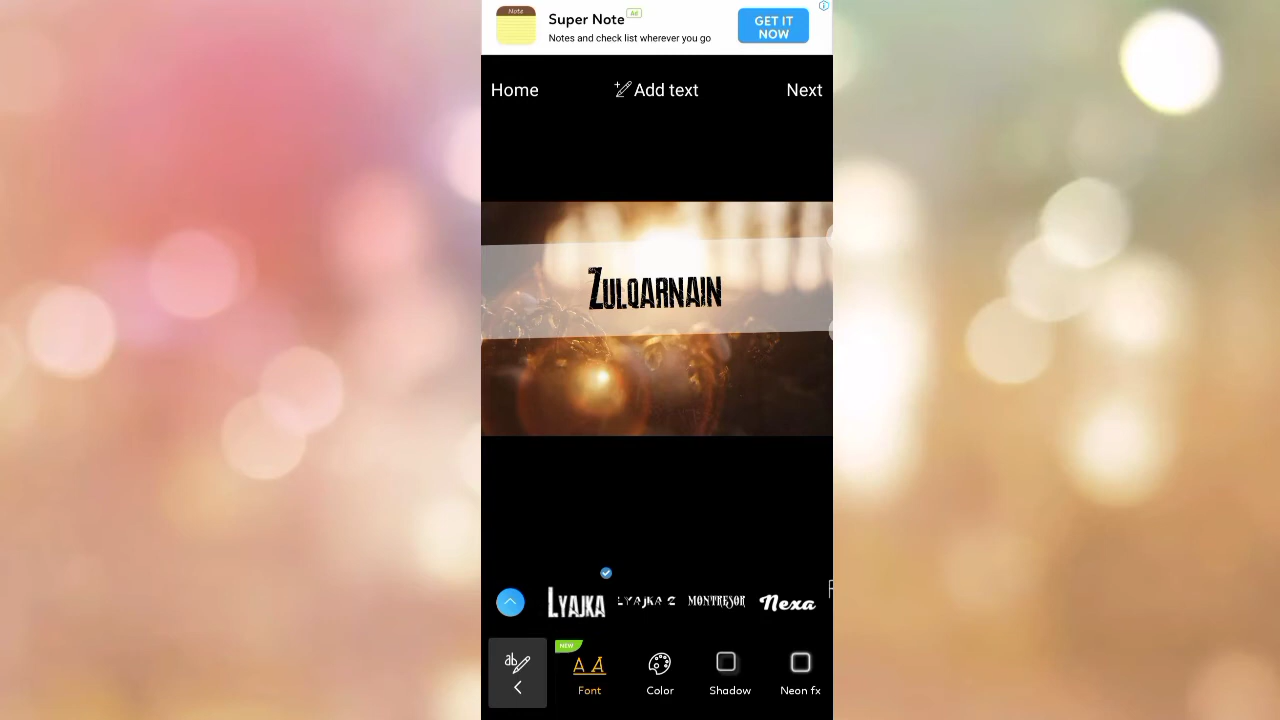 Note
Super Note Ad
Notes and check list wherever you go
GET IT NOW
Home
Add text
Next
ZULQARNAIN
LYAJKA
LYAJKA 2
MONTRESOR
Nexa
NEW
ab
A A
Font
Color
Shadow
Neon fx